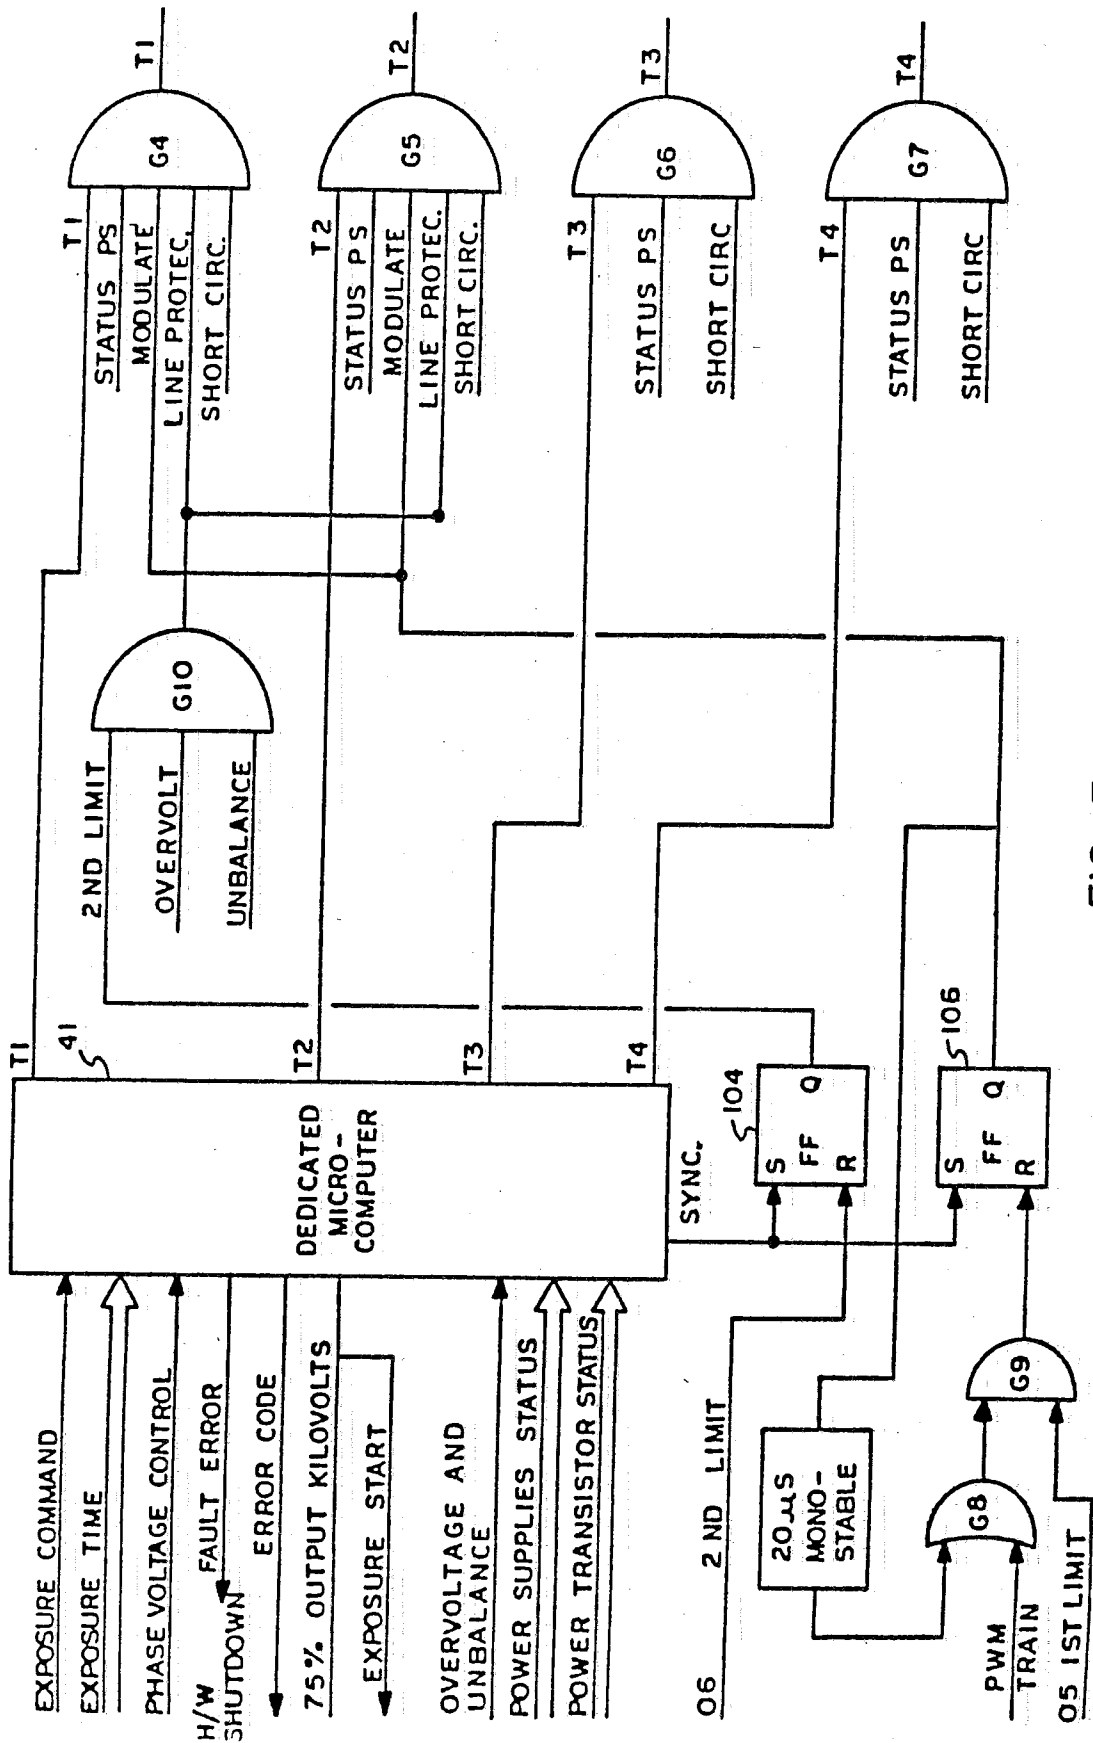 EXPOSURE COMMAND
EXPOSURE TIME
PHASE VOLTAGE CONTROL
H/W
SHUTDOWN
FAULT ERROR
ERROR CODE
75% OUTPUT KILOVOLTS
EXPOSURE START
OVERVOLTAGE AND
UNBALANCE
POWER SUPPLIES STATUS
POWER TRANSISTOR STATUS
DEDICATED
MICRO-
COMPUTER
41
T1
T2
T3
T4
SYNC.
O6
2 ND LIMIT
20µS
MONO-
STABLE
PWM
TRAIN
O5 1ST LIMIT
G8
G9
S
FF
R
Q
104
S
FF
R
Q
106
2ND LIMIT
OVERVOLT
UNBALANCE
G10
T1
STATUS PS
MODULATE
LINE PROTEC.
SHORT CIRC.
G4
T1
T2
STATUS PS
MODULATE
LINE PROTEC.
SHORT CIRC.
G5
T2
T3
STATUS PS
SHORT CIRC
G6
T3
T4
STATUS PS
SHORT CIRC
G7
T4